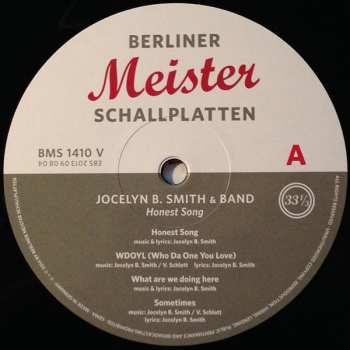 BERLINER
Meister
SCHALLPLATTEN
BMS 1410 V
A
JOCELYN B. SMITH & BAND
Honest Song
33 1/3
Honest Song
music & lyrics: Jocelyn B. Smith
WDOYL (Who Da One You Love)
music: Jocelyn B. Smith / V. Schlott lyrics: Jocelyn B. Smith
What are we doing here
music & lyrics: Jocelyn B. Smith
Sometimes
music: Jocelyn B. Smith / V. Schlott
lyrics: Jocelyn B. Smith